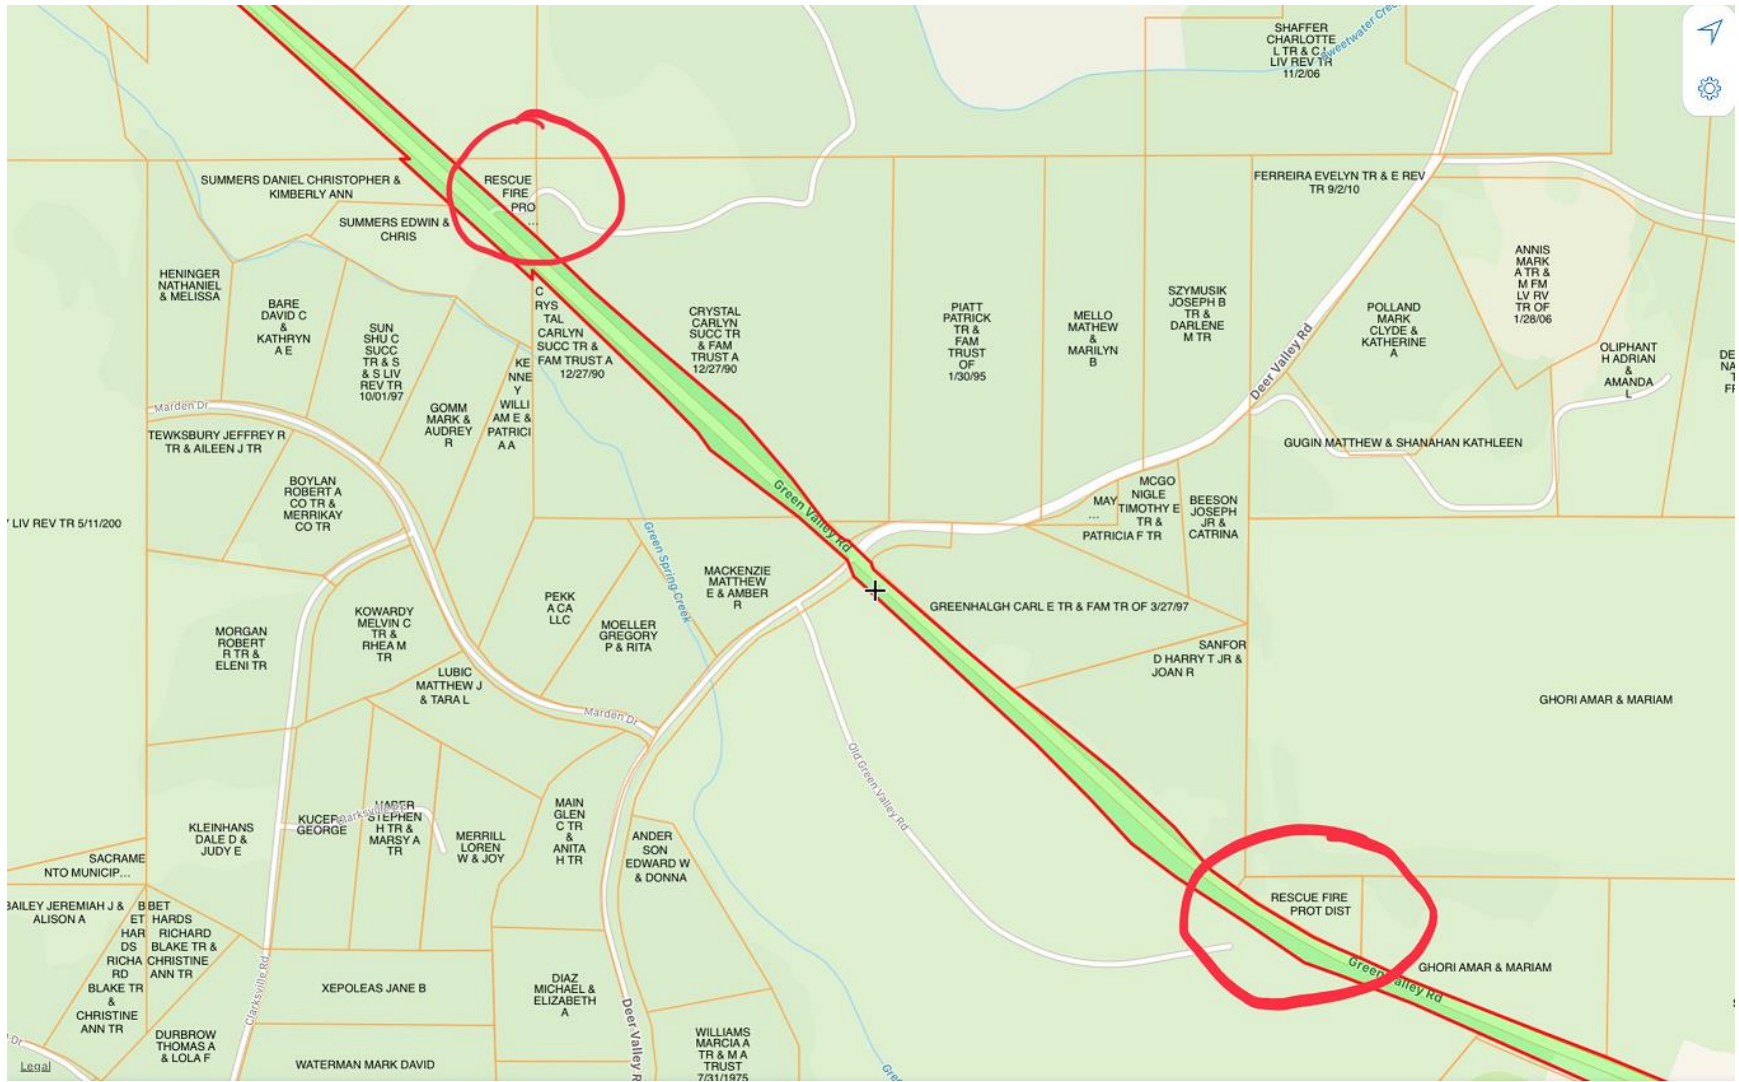 SHAFFER
CHARLOTTE
L TR & C L
LIV REV TR
11/2/06
Sweetwater Cree
SUMMERS DANIEL CHRISTOPHER &
KIMBERLY ANN
RESCUE
FIRE
PRO
...
SUMMERS EDWIN &
CHRIS
FERREIRA EVELYN TR & E REV
TR 9/2/10
HENINGER
NATHANIEL
& MELISSA
BARE
DAVID C
&
KATHRYN
A E
SUN
SHU C
SUCC
TR & S
& S LIV
REV TR
10/01/97
GOMM
MARK &
AUDREY
R
KE
NNE
Y
WILLI
AM E &
PATRICI
A A
C
RYS
TAL
CARLYN
SUCC TR &
FAM TRUST A
12/27/90
CRYSTAL
CARLYN
SUCC TR
& FAM
TRUST A
12/27/90
PIATT
PATRICK
TR &
FAM
TRUST
OF
1/30/95
MELLO
MATHEW
&
MARILYN
B
SZYMUSIK
JOSEPH B
TR &
DARLENE
M TR
Deer Valley Rd
POLLAND
MARK
CLYDE &
KATHERINE
A
ANNIS
MARK
A TR &
M FM
LV RV
TR OF
1/28/06
OLIPHANT
H ADRIAN
&
AMANDA
L
DE
NA
T
FF
Marden Dr
TEWKSBURY JEFFREY R
TR & AILEEN J TR
GUGIN MATTHEW & SHANAHAN KATHLEEN
BOYLAN
ROBERT A
CO TR &
MERRIKAY
CO TR
LIV REV TR 5/11/200
Green Valley Rd
MAY
...
MCGO
NIGLE
TIMOTHY E
TR &
PATRICIA F TR
BEESON
JOSEPH
JR &
CATRINA
Green Spring Creek
MACKENZIE
MATTHEW
E & AMBER
R
PEKK
A CA
LLC
MOELLER
GREGORY
P & RITA
GREENHALGH CARL E TR & FAM TR OF 3/27/97
KOWARDY
MELVIN C
TR &
RHEA M
TR
MORGAN
ROBERT
R TR &
ELENI TR
SANFOR
D HARRY T JR &
JOAN R
LUBIC
MATTHEW J
& TARA L
GHORI AMAR & MARIAM
Marden Dr
Old Green Valley Rd
KLEINHANS
DALE D &
JUDY E
KUCER
GEORGE
Clarksville
STEPHEN
H TR &
MARSY A
TR
MERRILL
LOREN
W & JOY
MAIN
GLEN
C TR
&
ANITA
H TR
ANDER
SON
EDWARD W
& DONNA
SACRAME
NTO MUNICIP...
RESCUE FIRE
PROT DIST
BAILEY JEREMIAH J &
ALISON A
B
ET
HAR
DS
RICHA
RD
BLAKE TR
&
CHRISTINE
ANN TR
BET
HARDS
RICHARD
BLAKE TR &
CHRISTINE
ANN TR
Green Valley Rd
GHORI AMAR & MARIAM
Clarksville Rd
XEPOLEAS JANE B
DIAZ
MICHAEL &
ELIZABETH
A
Deer Valley R
DURBROW
THOMAS A
& LOLA F
WATERMAN MARK DAVID
WILLIAMS
MARCIA A
TR & M A
TRUST
7/31/1975
Dr
Legal
Gree